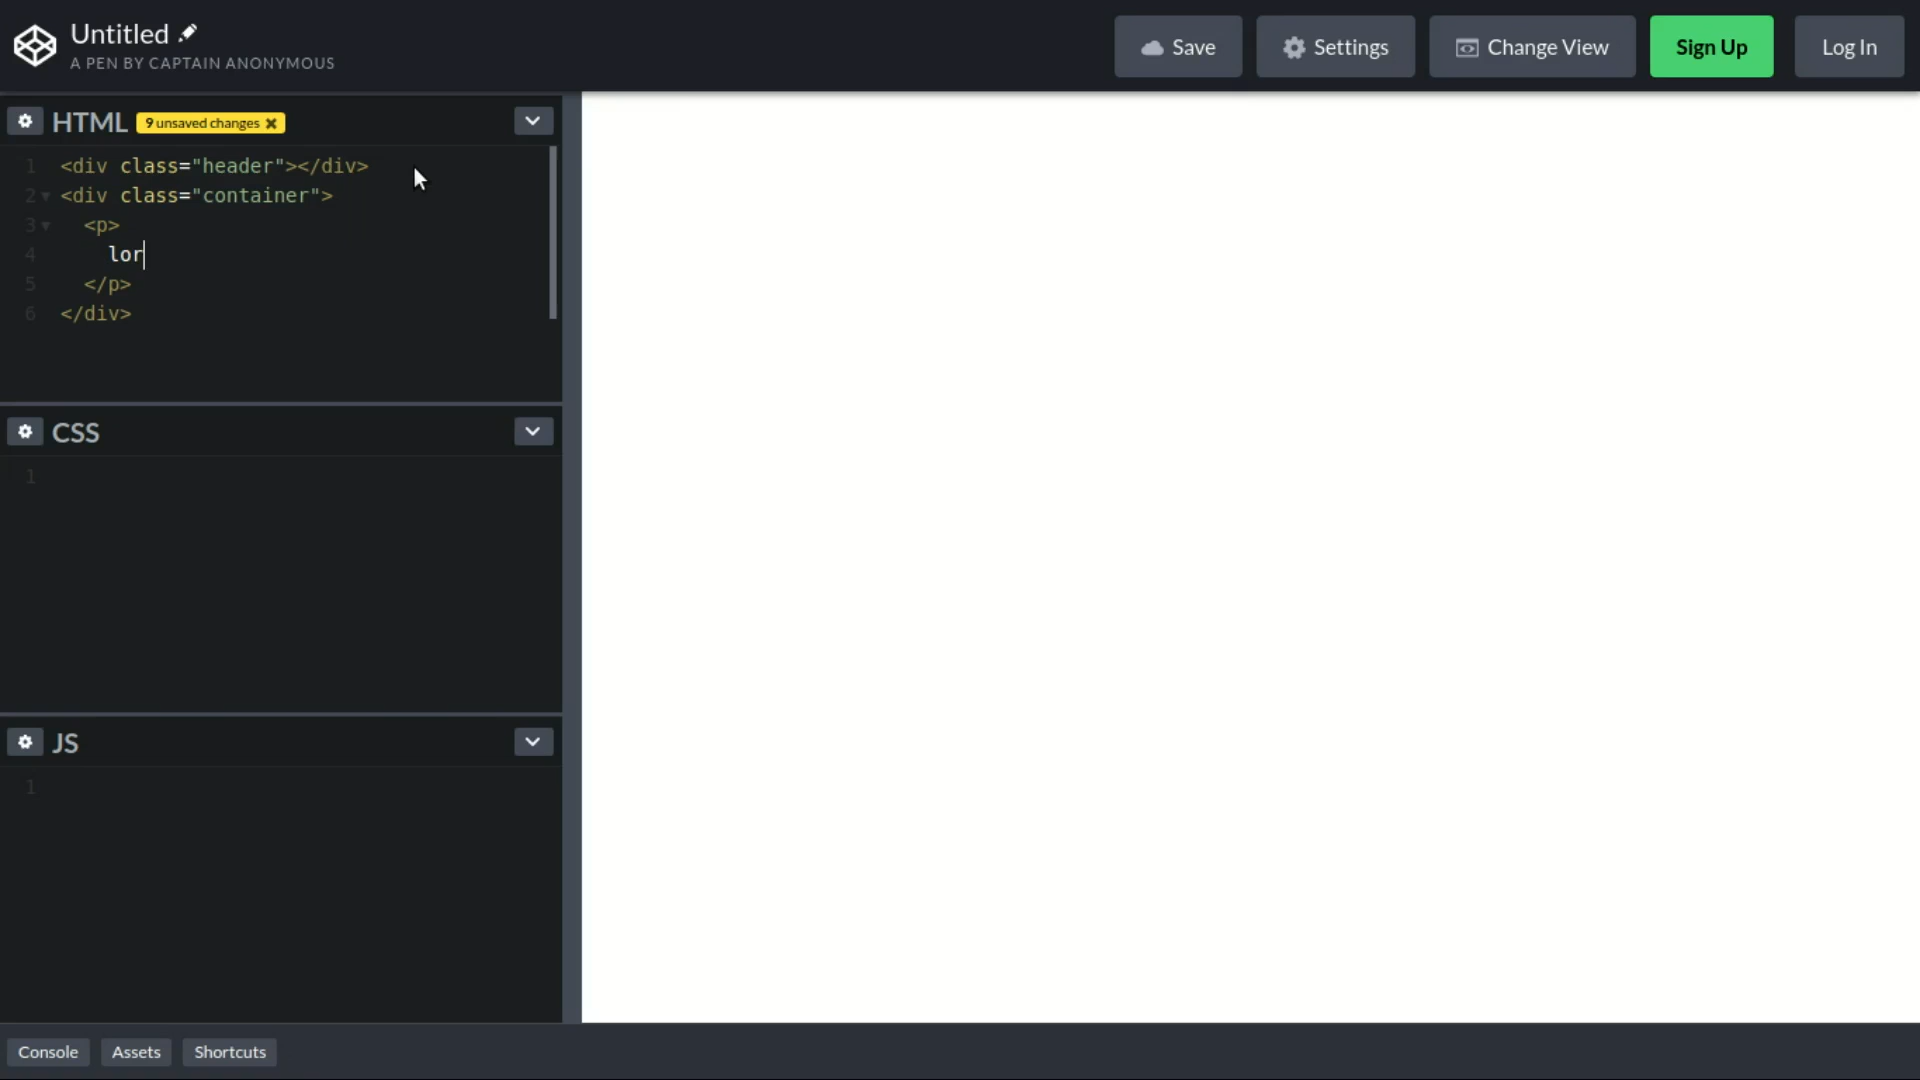 Untitled
A PEN BY CAPTAIN ANONYMOUS
Save
Settings
Change View
Sign Up
Log In
HTML
9 unsaved changes
1 <div class="header"></div>
2 <div class="container">
3 <p>
4 lor
5 </p>
6 </div>
CSS
1
JS
1
Console
Assets
Shortcuts